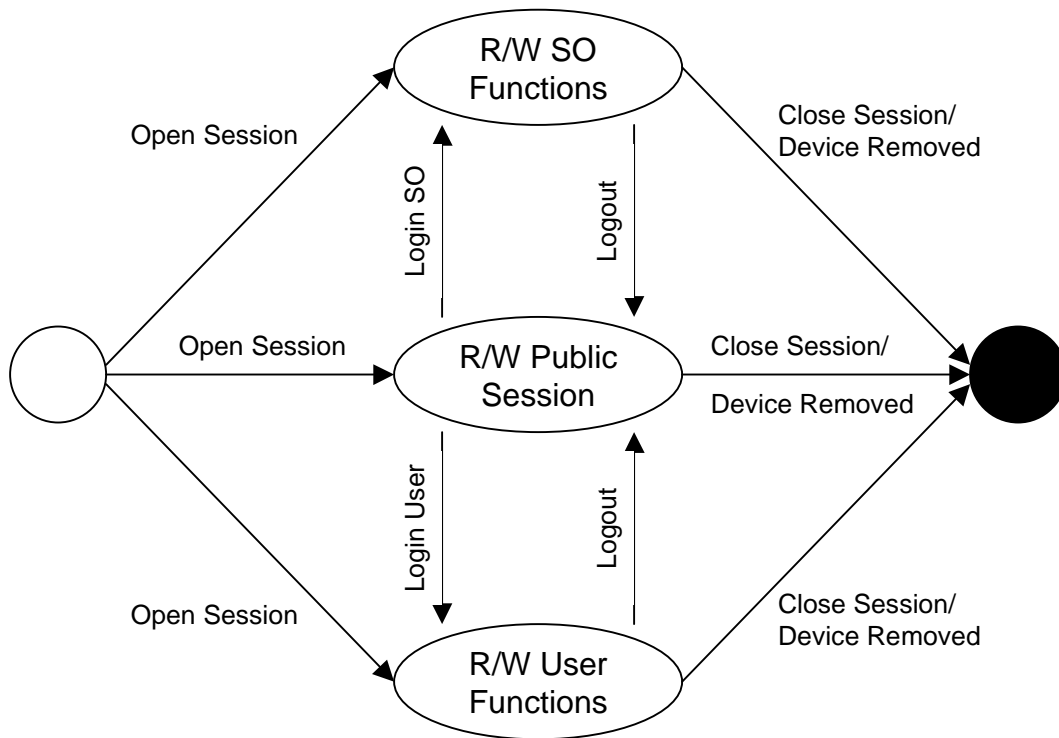 R/W SO
Functions
Open Session
Close Session/
Device Removed
Login SO
Logout
Open Session
R/W Public
Session
Close Session/
Device Removed
Login User
Logout
Open Session
Close Session/
Device Removed
R/W User
Functions